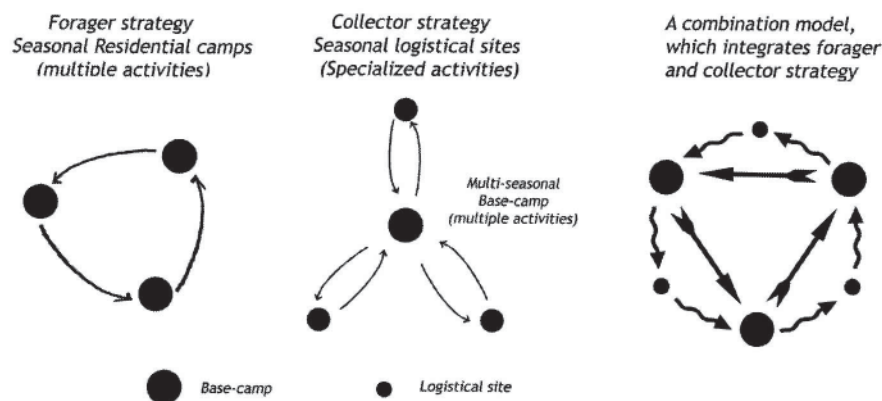 Forager strategy
Seasonal Residential camps
(multiple activities)
Collector strategy
Seasonal logistical sites
(Specialized activities)
A combination model,
which integrates forager
and collector strategy
Multi-seasonal
Base-camp
(multiple activities)
Base-camp
Logistical site